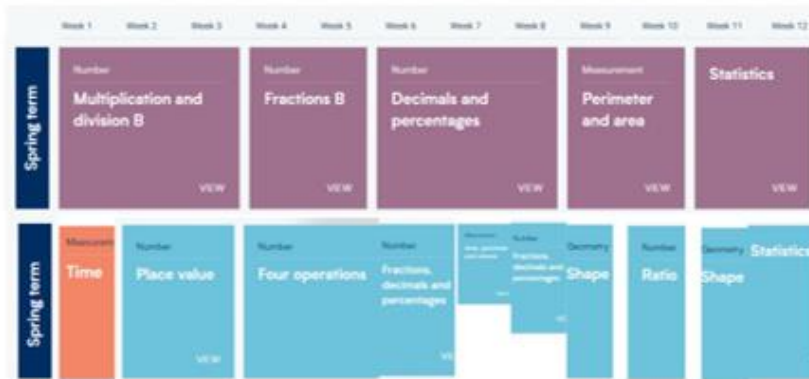 Week 1 Week 2 Week 3 Week 4 Week 5 Week 6 Week 7 Week 8 Week 9 Week 10 Week 11 Week 12
Spring term
Number
Multiplication and
division B
VIEW
Number
Fractions B
VIEW
Number
Decimals and
percentages
VIEW
Measurement
Perimeter
and area
VIEW
Statistics
VIEW
Spring term
Time
Number
Place value
VIEW
Number
Four operations
Number
Fractions,
decimals and
percentages
Number
Fractions,
decimals and
percentages
Geometry
Shape
Number
Ratio
Geometry
Shape
Statistics